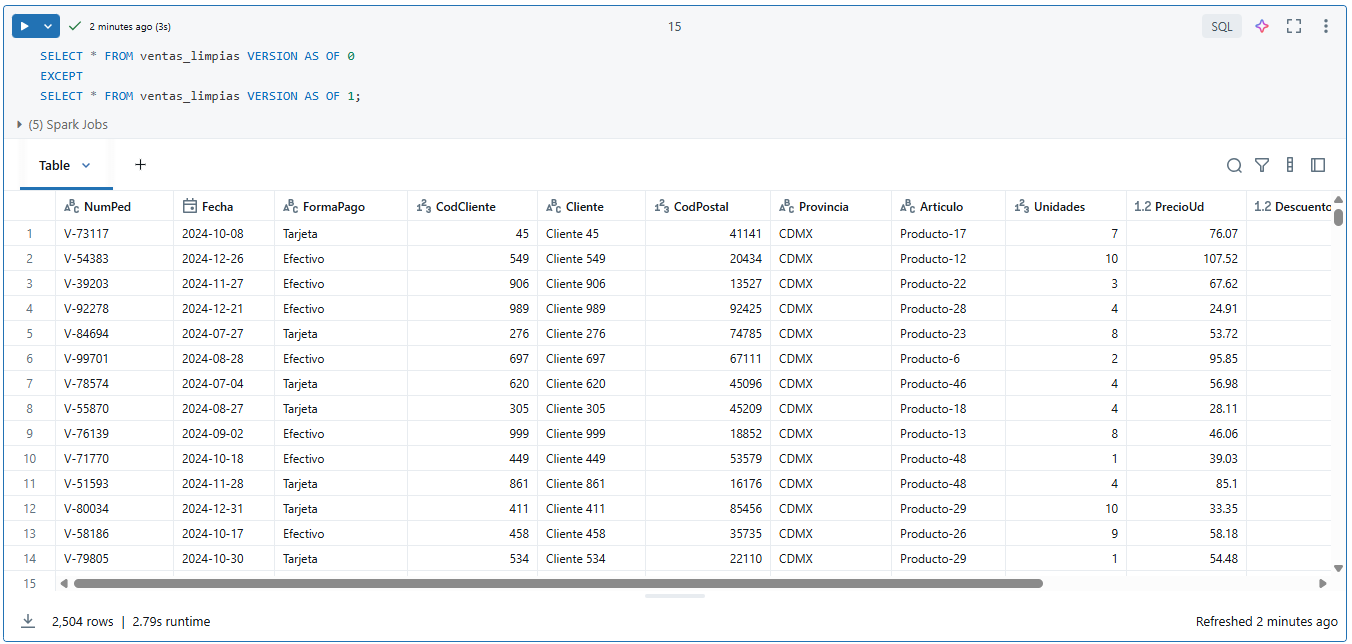 2 minutes ago (3s) 15 SQL
SELECT * FROM ventas_limpias VERSION AS OF 0
EXCEPT
SELECT * FROM ventas_limpias VERSION AS OF 1;
(5) Spark Jobs
Table +
ABC NumPed Fecha ABC FormaPago 123 CodCliente ABC Cliente 123 CodPostal ABC Provincia ABC Articulo 123 Unidades 1.2 PrecioUd 1.2 Descuento
1 V-73117 2024-10-08 Tarjeta 45 Cliente 45 41141 CDMX Producto-17 7 76.07
2 V-54383 2024-12-26 Efectivo 549 Cliente 549 20434 CDMX Producto-12 10 107.52
3 V-39203 2024-11-27 Efectivo 906 Cliente 906 13527 CDMX Producto-22 3 67.62
4 V-92278 2024-12-21 Efectivo 989 Cliente 989 92425 CDMX Producto-28 4 24.91
5 V-84694 2024-07-27 Tarjeta 276 Cliente 276 74785 CDMX Producto-23 8 53.72
6 V-99701 2024-08-28 Efectivo 697 Cliente 697 67111 CDMX Producto-6 2 95.85
7 V-78574 2024-07-04 Tarjeta 620 Cliente 620 45096 CDMX Producto-46 4 56.98
8 V-55870 2024-08-27 Tarjeta 305 Cliente 305 45209 CDMX Producto-18 4 28.11
9 V-76139 2024-09-02 Efectivo 999 Cliente 999 18852 CDMX Producto-13 8 46.06
10 V-71770 2024-10-18 Efectivo 449 Cliente 449 53579 CDMX Producto-48 1 39.03
11 V-51593 2024-11-28 Tarjeta 861 Cliente 861 16176 CDMX Producto-48 4 85.1
12 V-80034 2024-12-31 Tarjeta 411 Cliente 411 85456 CDMX Producto-29 10 33.35
13 V-58186 2024-10-17 Efectivo 458 Cliente 458 35735 CDMX Producto-26 9 58.18
14 V-79805 2024-10-30 Tarjeta 534 Cliente 534 22110 CDMX Producto-29 1 54.48
15
2,504 rows | 2.79s runtime Refreshed 2 minutes ago